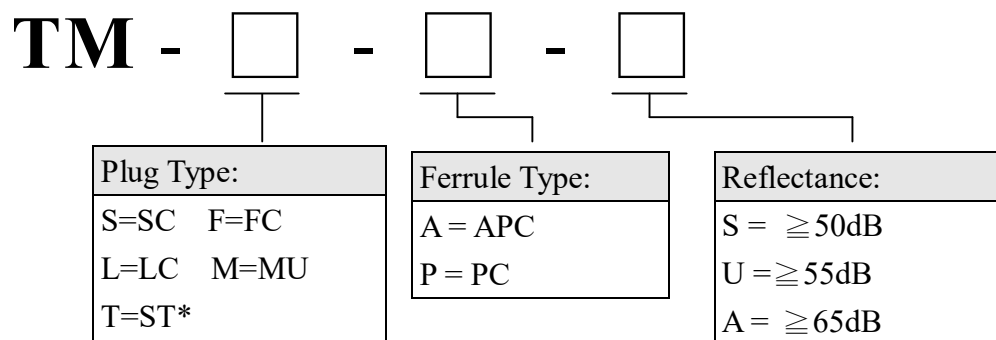 TM - □ - □ - □
Plug Type:
S=SC F=FC
L=LC M=MU
T=ST*
Ferrule Type:
A = APC
P = PC
Reflectance:
S = ≧50dB
U =≧55dB
A = ≧65dB